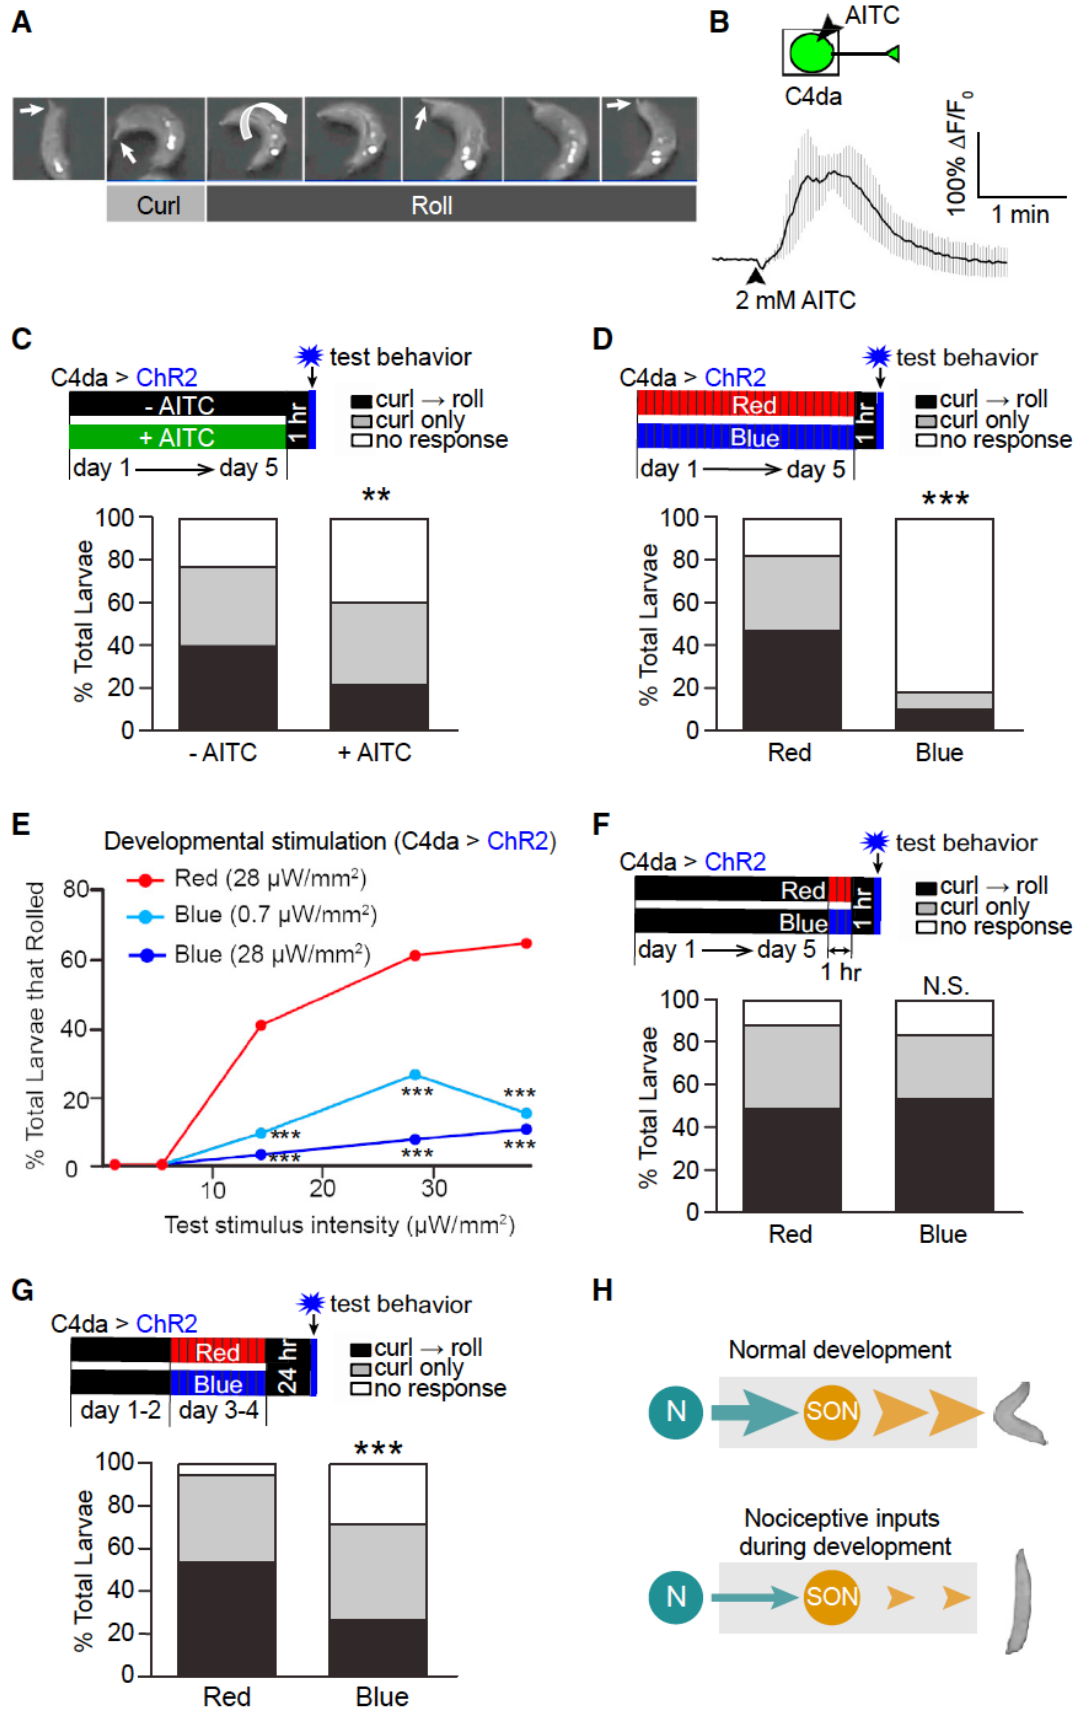 A
Curl
Roll
B
AITC
C4da
100% ΔF/F0
1 min
2 mM AITC
C
test behavior
C4da > ChR2
- AITC
+ AITC
1 hr
curl → roll
curl only
no response
day 1 → day 5
**
% Total Larvae
100
80
60
40
20
0
- AITC
+ AITC
D
test behavior
C4da > ChR2
Red
Blue
1 hr
curl → roll
curl only
no response
day 1 → day 5
***
% Total Larvae
100
80
60
40
20
0
Red
Blue
E
Developmental stimulation (C4da > ChR2)
Red (28 µW/mm²)
Blue (0.7 µW/mm²)
Blue (28 µW/mm²)
% Total Larvae that Rolled
80
60
40
20
0
***
***
***
***
***
***
10
20
30
Test stimulus intensity (µW/mm²)
F
test behavior
C4da > ChR2
Red
Blue
1 hr
curl → roll
curl only
no response
day 1 → day 5
1 hr
N.S.
% Total Larvae
100
80
60
40
20
0
Red
Blue
G
test behavior
C4da > ChR2
Red
Blue
24 hr
curl → roll
curl only
no response
day 1-2
day 3-4
***
% Total Larvae
100
80
60
40
20
0
Red
Blue
H
Normal development
N
SON
Nociceptive inputs
during development
N
SON